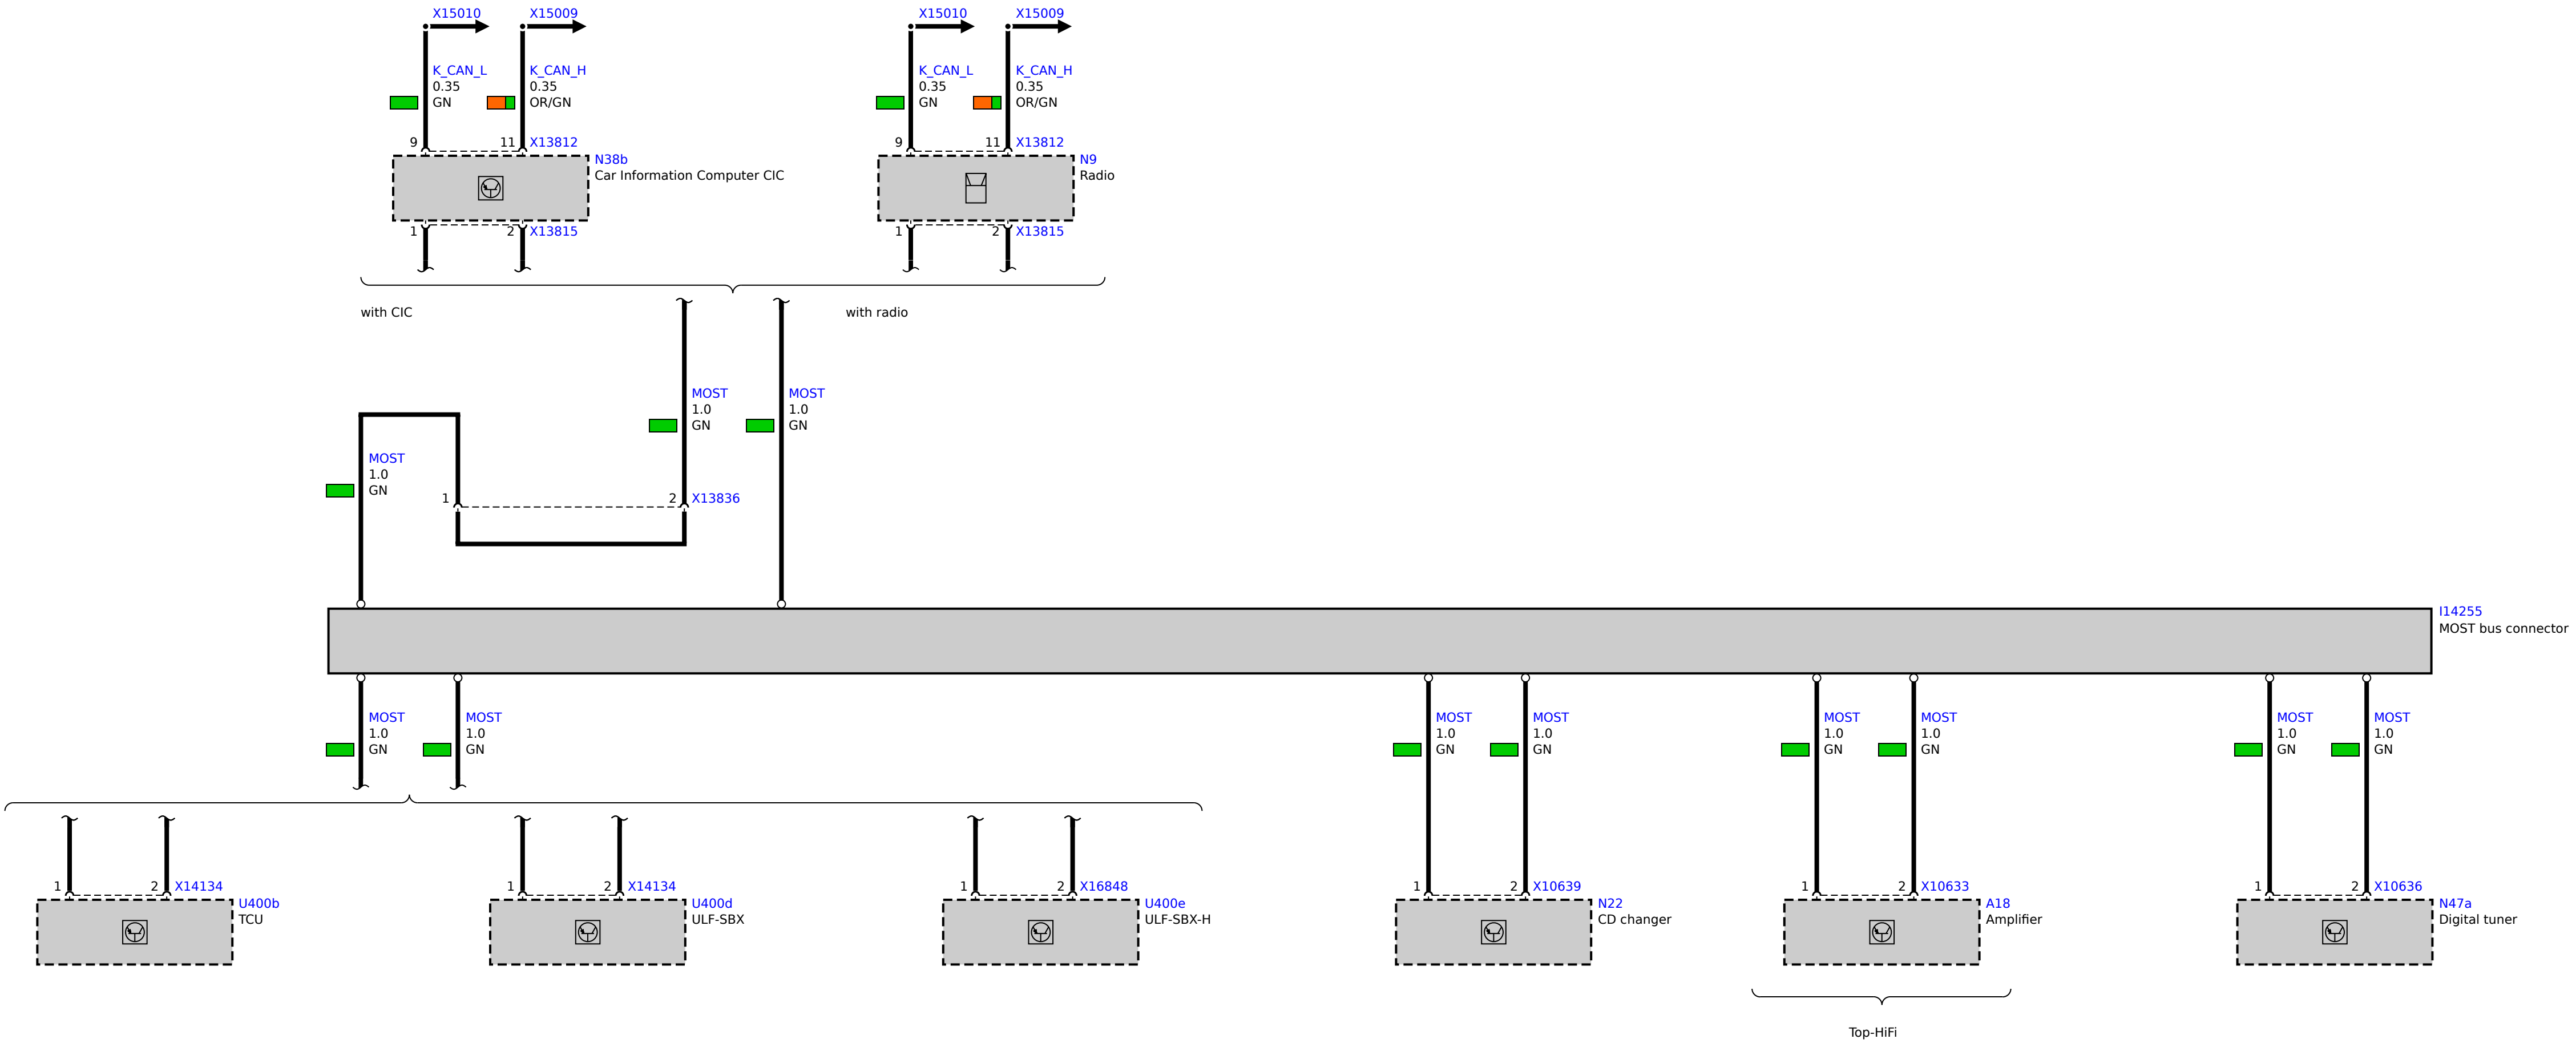 X15010 X15009 X15010 X15009
K_CAN_L K_CAN_H K_CAN_L K_CAN_H
0.35 0.35 0.35 0.35
GN OR/GN GN OR/GN
9 11 X13812 9 11 X13812
N38b N9
Car Information Computer CIC Radio
1 2 X13815 1 2 X13815
with CIC with radio
MOST MOST
1.0 1.0
GN GN
MOST
1.0
GN
1 2 X13836
I14255
MOST bus connector
MOST MOST MOST MOST MOST MOST MOST MOST
1.0 1.0 1.0 1.0 1.0 1.0 1.0 1.0
GN GN GN GN GN GN GN GN
1 2 X14134 1 2 X14134 1 2 X16848 1 2 X10639 1 2 X10633 1 2 X10636
U400b U400d U400e N22 A18 N47a
TCU ULF-SBX ULF-SBX-H CD changer Amplifier Digital tuner
Top-HiFi